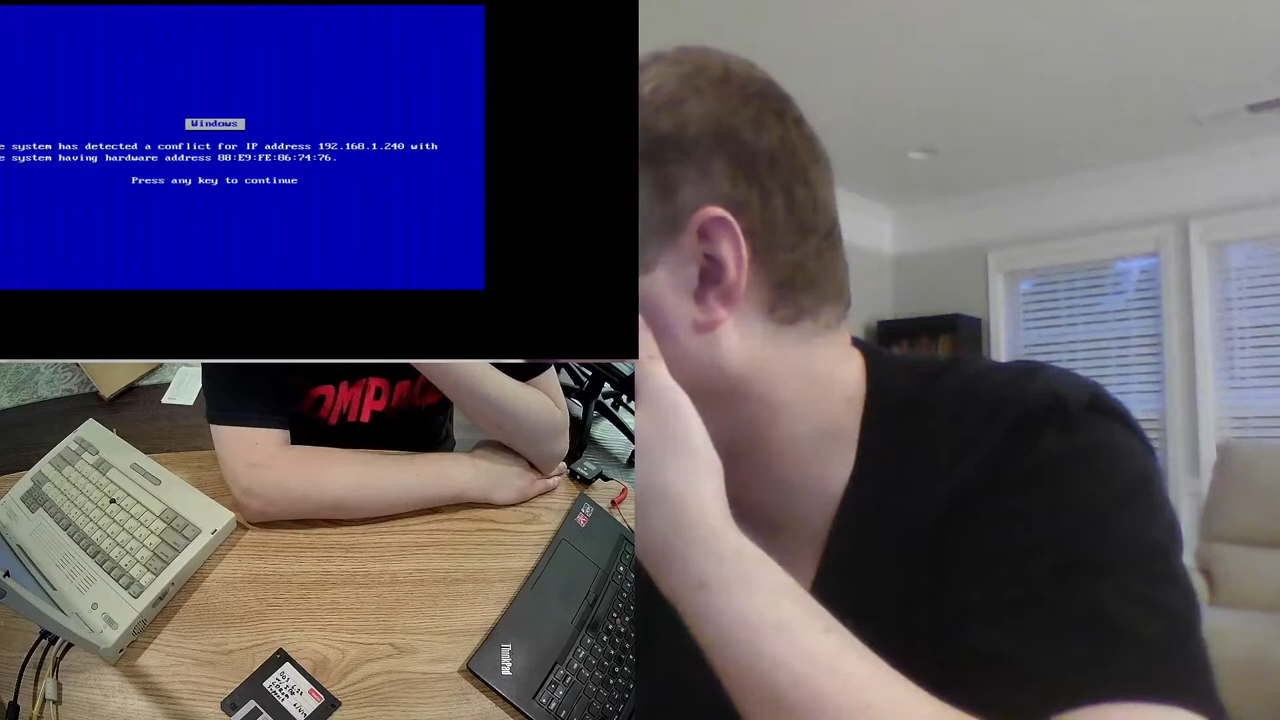 Windows
e system has detected a conflict for IP address 192.168.1.240 with
e system having hardware address 88:E9:FE:86:74:76.
Press any key to continue
OMPAQ
ThinkPad